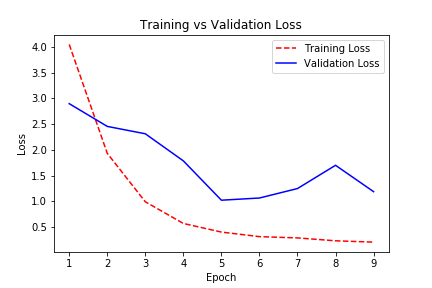 Training vs Validation Loss
Training Loss
Validation Loss
4.0
3.5
3.0
2.5
2.0
1.5
1.0
0.5
Loss
1 2 3 4 5 6 7 8 9
Epoch